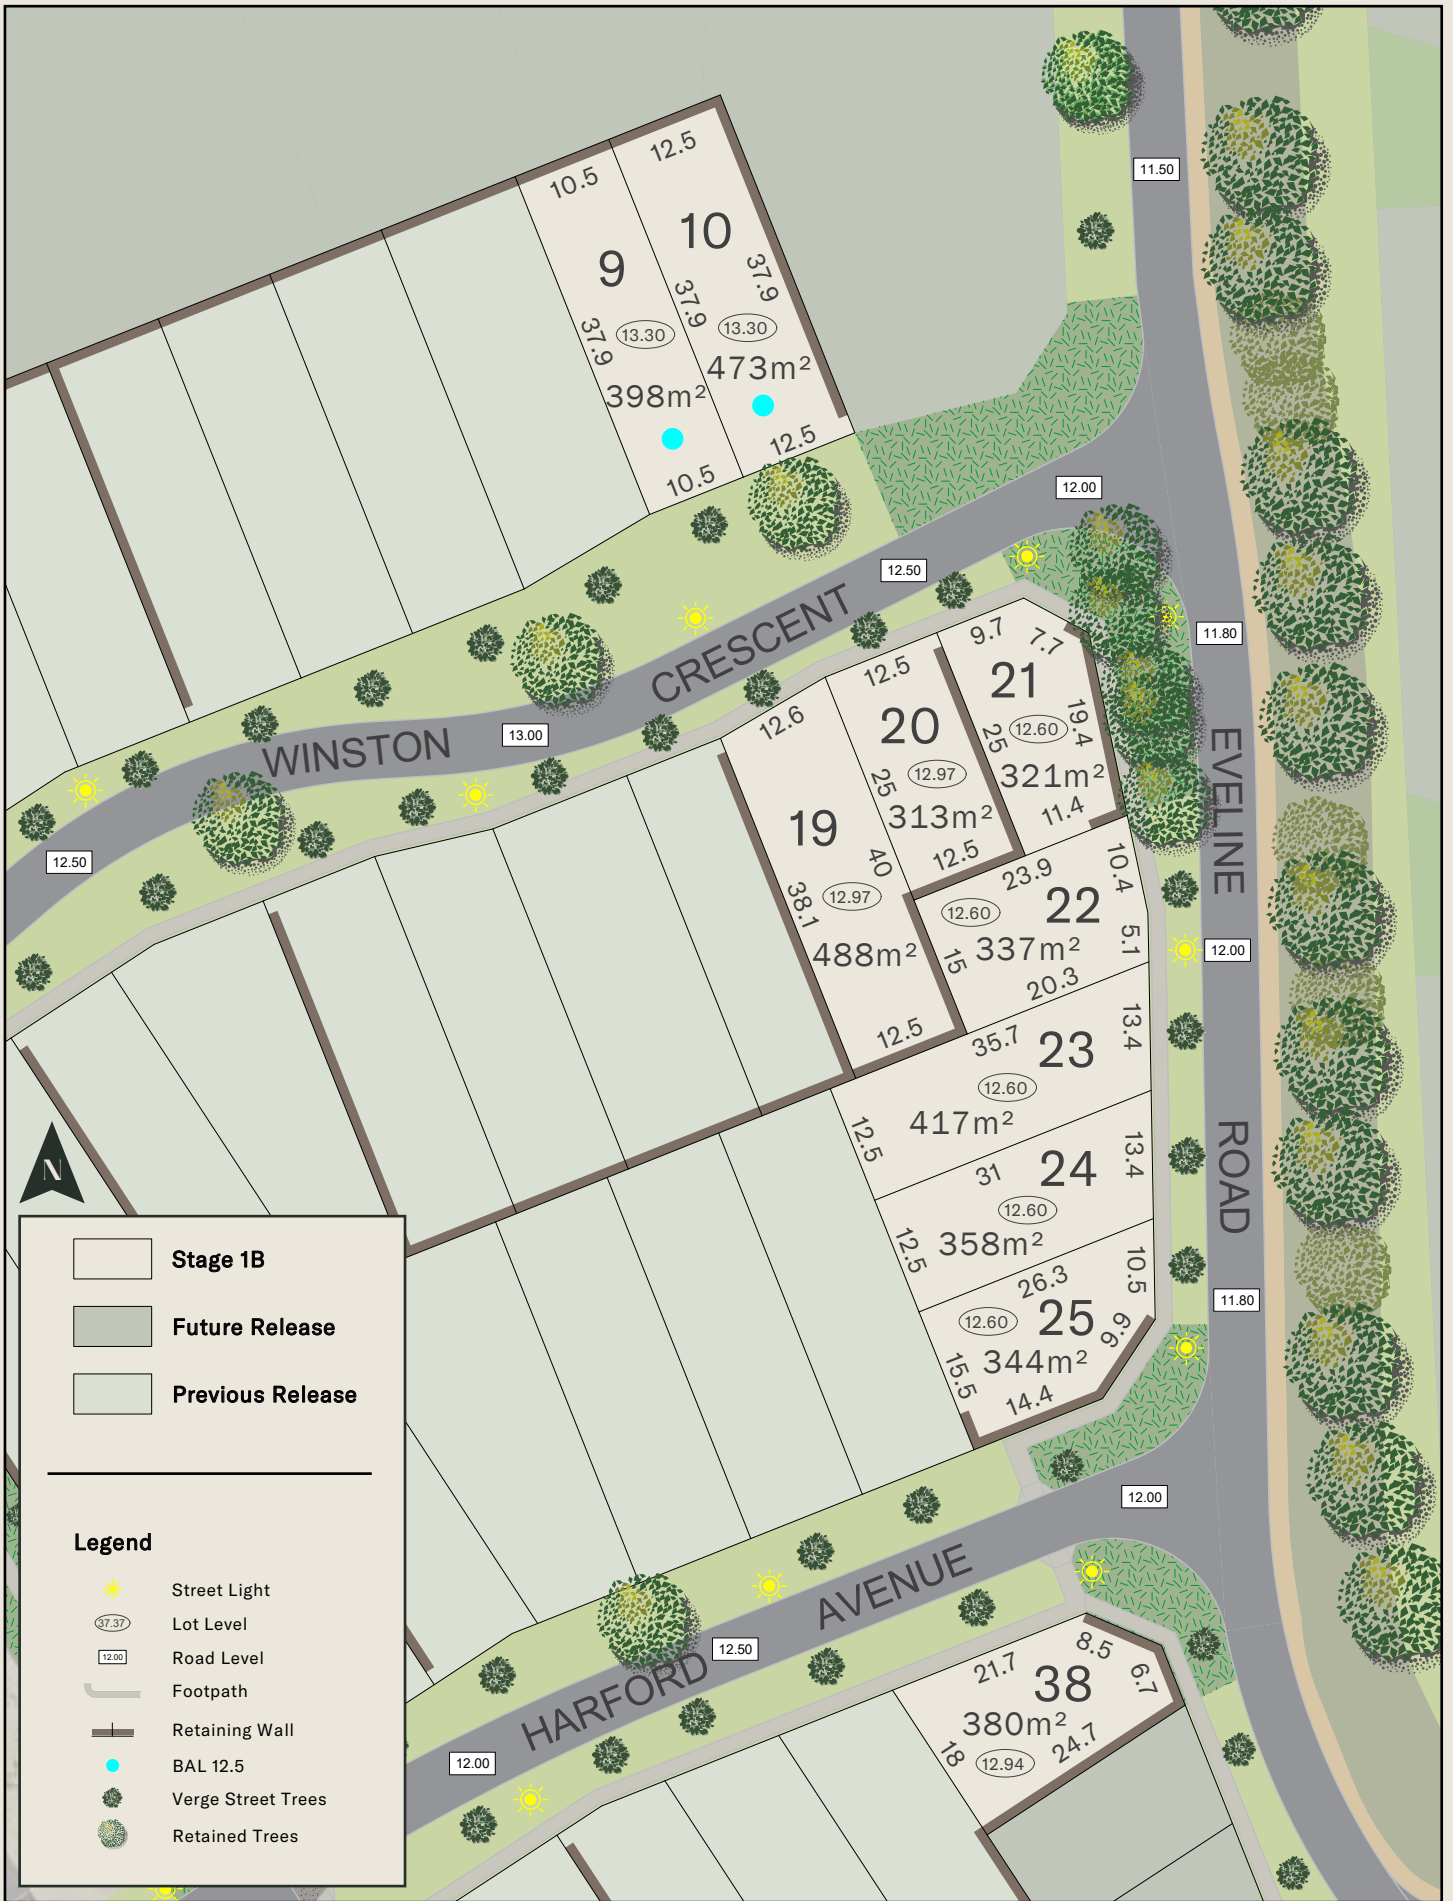 11.50
12.5
10.5
10
9
37.9
37.9
37.9
13.30
13.30
473m²
398m²
12.5
10.5
12.00
12.50
CRESCENT
WINSTON
13.00
12.50
11.80
9.7
7.7
21
12.5
12.6
20
19.4
25
12.60
321m²
12.97
25
313m²
11.4
19
12.5
40
38.1
12.97
488m²
12.5
EVELINE
ROAD
23.9
10.4
22
12.60
337m²
5.1
15
20.3
12.00
35.7
23
13.4
12.60
417m²
12.5
31
24
13.4
12.60
358m²
12.5
26.3
10.5
25
12.60
344m²
9.9
15.5
14.4
11.80
12.00
AVENUE
HARFORD
12.50
12.00
8.5
21.7
38
6.7
380m²
18
12.94
24.7
N
Stage 1B
Future Release
Previous Release
Legend
Street Light
37.37 Lot Level
12.00 Road Level
Footpath
Retaining Wall
BAL 12.5
Verge Street Trees
Retained Trees